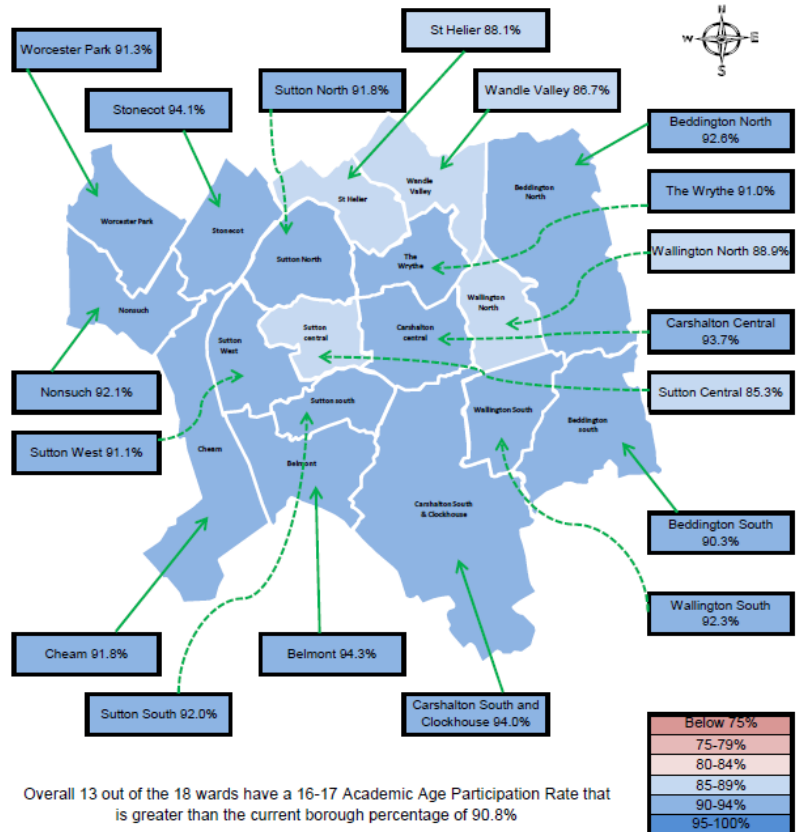 N
W E
S
St Helier 88.1%
Worcester Park 91.3%
Sutton North 91.8%
Wandle Valley 86.7%
Stonecot 94.1%
Beddington North
92.6%
The Wrythe 91.0%
Wallington North 88.9%
Carshalton Central
93.7%
Sutton Central 85.3%
Beddington South
90.3%
Wallington South
92.3%
Worcester Park
Stonecot
St Helier
Wandle
Valley
Beddington
North
Sutton North
The
Wrythe
Nonsuch
Wallington
North
Sutton
West
Sutton
central
Carshalton
central
Sutton south
Wallington South
Beddington
south
Cheam
Belmont
Carshalton South
& Clockhouse
Nonsuch 92.1%
Sutton West 91.1%
Cheam 91.8%
Belmont 94.3%
Sutton South 92.0%
Carshalton South and
Clockhouse 94.0%
Below 75%
75-79%
80-84%
85-89%
90-94%
95-100%
Overall 13 out of the 18 wards have a 16-17 Academic Age Participation Rate that
is greater than the current borough percentage of 90.8%